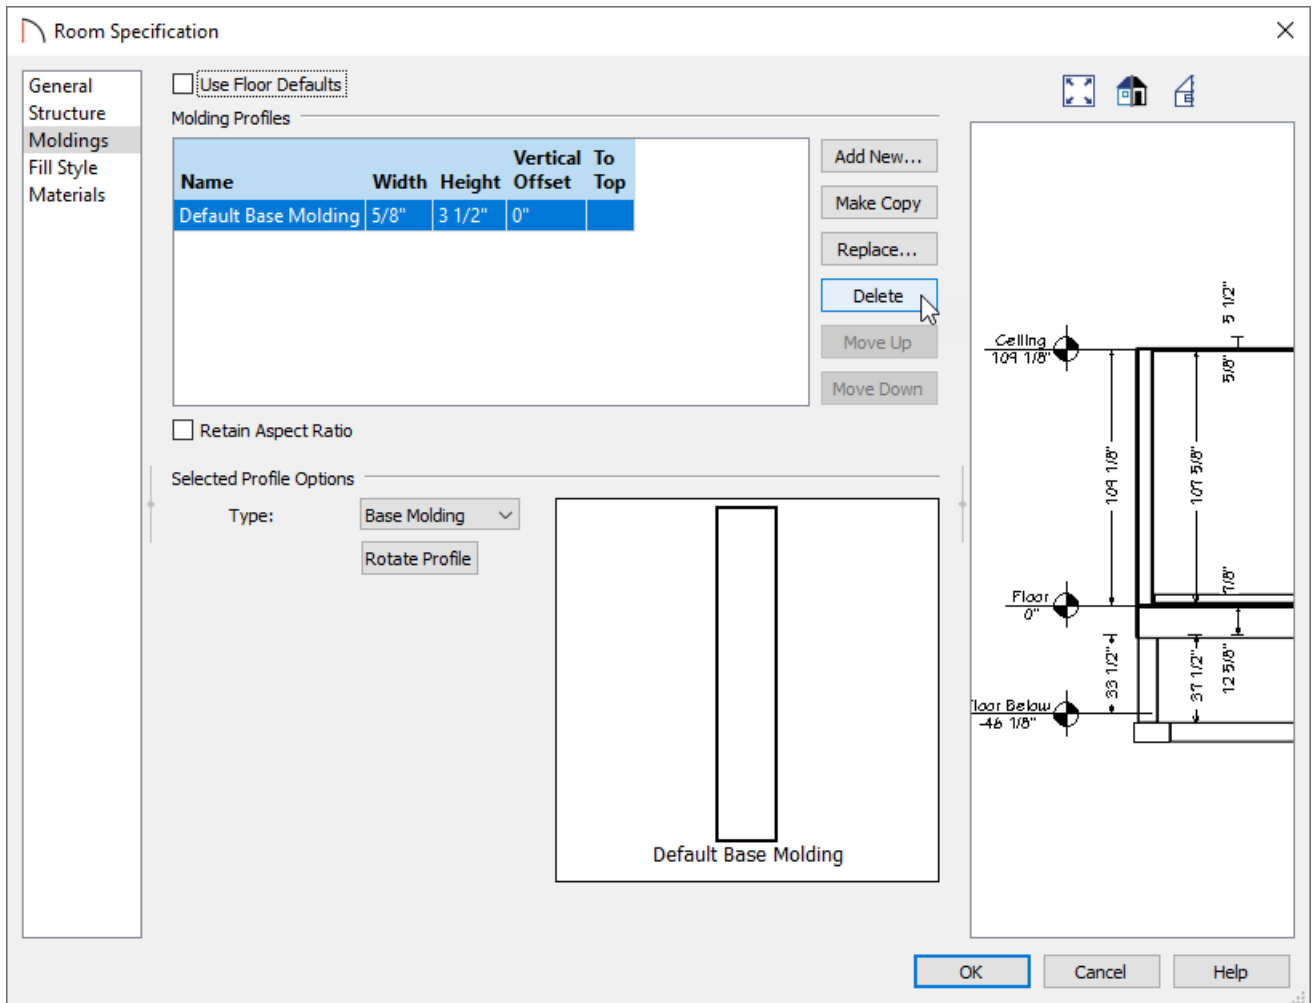 Room Specification
General
Structure
Moldings
Fill Style
Materials
Use Floor Defaults
Molding Profiles
Name Width Height Vertical Offset To Top
Default Base Molding 5/8" 3 1/2" 0"
Add New...
Make Copy
Replace...
Delete
Move Up
Move Down
Retain Aspect Ratio
Selected Profile Options
Type: Base Molding
Rotate Profile
Default Base Molding
5 1/2"
Ceiling
109 1/8"
5/8"
109 1/8"
107 5/8"
7/8"
Floor
0"
33 1/2"
37 1/2"
12 5/8"
loor Below
-46 1/8"
OK Cancel Help